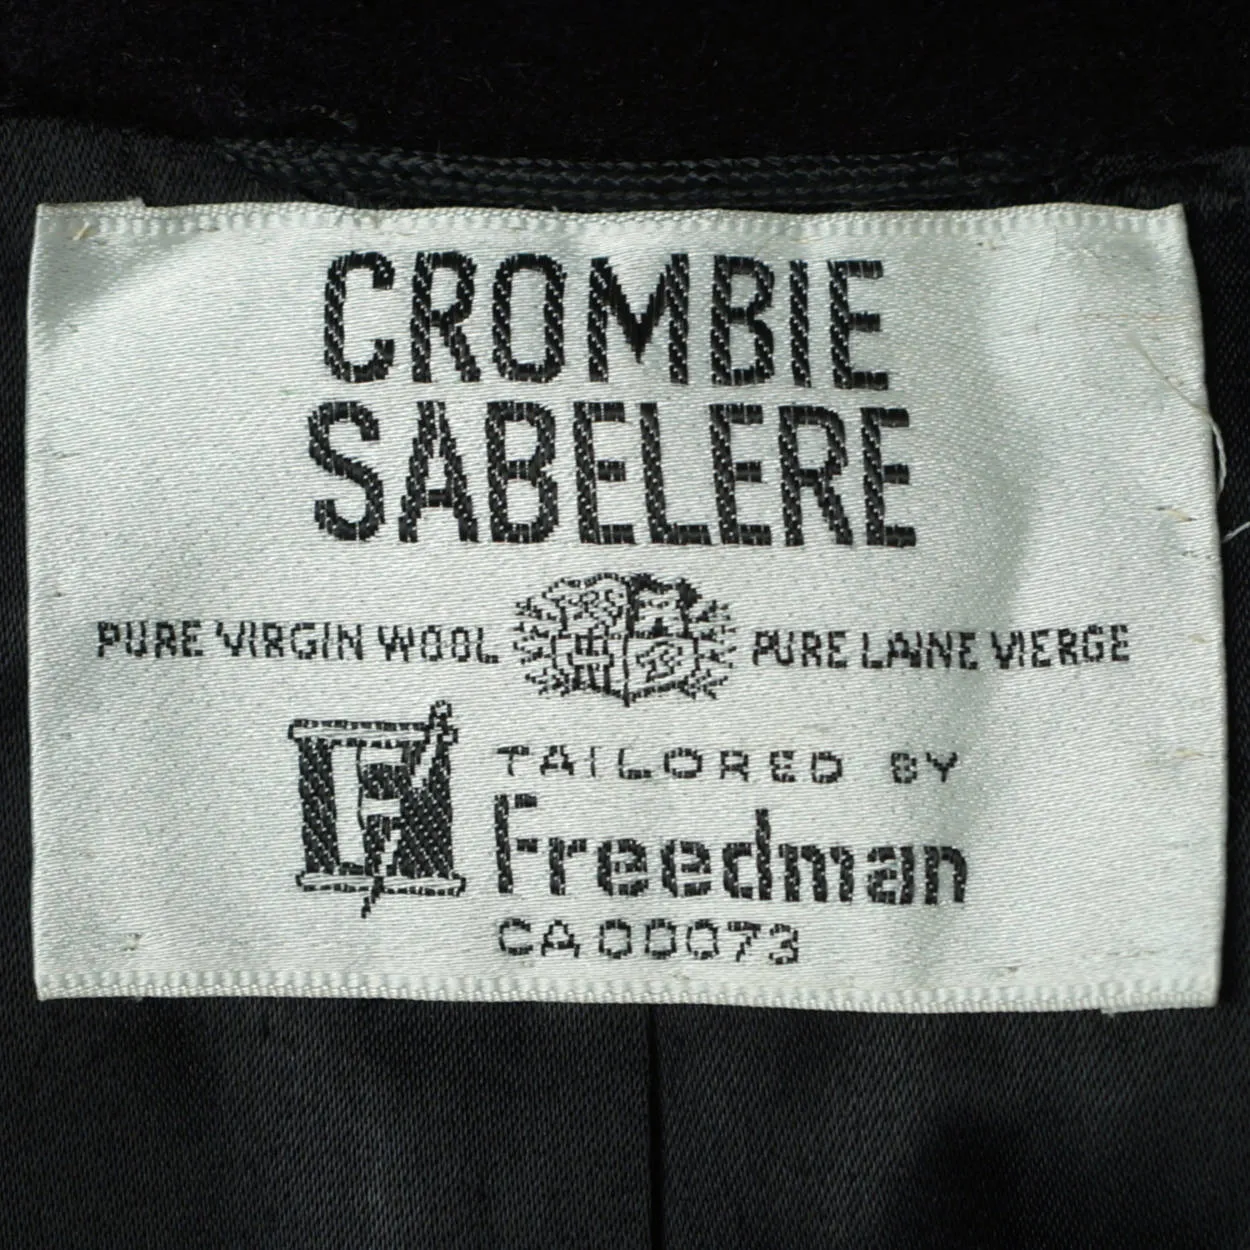 CROMBIE
SABELERE
PURE VIRGIN WOOL PURE LAINE VIERGE
F
TAILORED BY
Freedman
CA00073